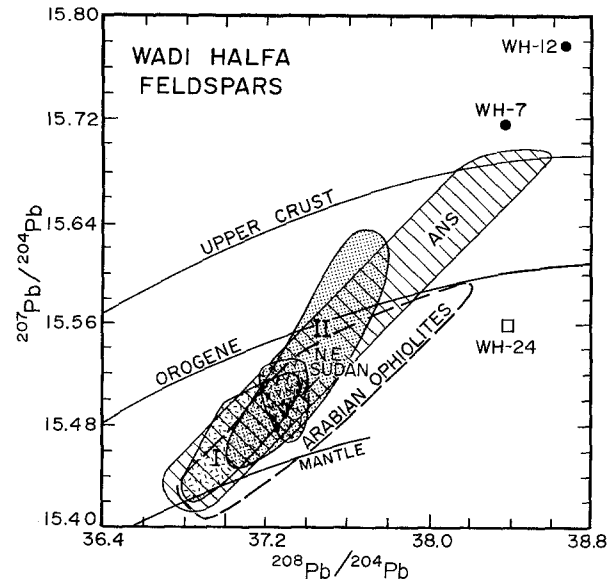 15.80
WADI HALFA
FELDSPARS
WH-12
WH-7
15.72
UPPER CRUST
15.64
ANS
207Pb/204Pb
15.56
OROGENE
II
N.E.
SUDAN
WH-24
ARABIAN OPHIOLITES
15.48
I
MANTLE
15.40
36.4
37.2
38.0
38.8
208Pb/204Pb